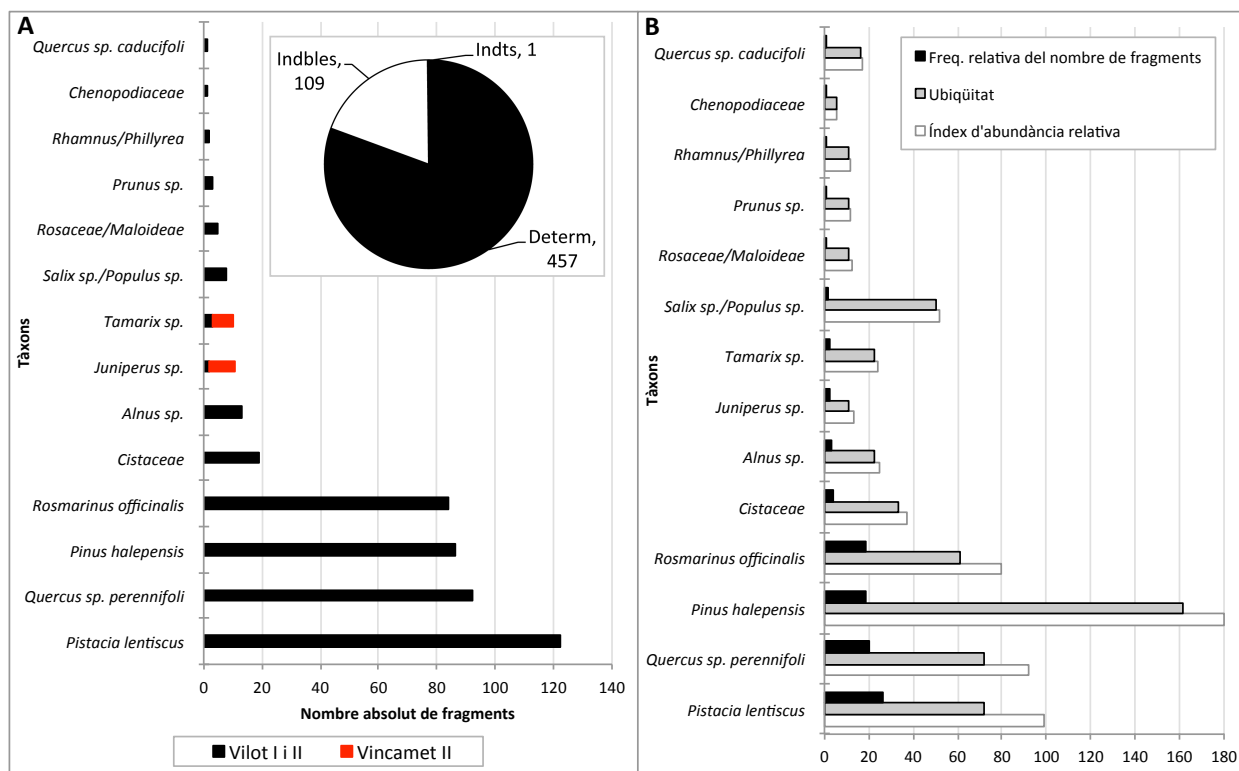 A
Quercus sp. caducifoli
Chenopodiaceae
Rhamnus/Phillyrea
Prunus sp.
Rosaceae/Maloideae
Salix sp./Populus sp.
Tamarix sp.
Juniperus sp.
Alnus sp.
Cistaceae
Rosmarinus officinalis
Pinus halepensis
Quercus sp. perennifoli
Pistacia lentiscus
Tàxons
0 20 40 60 80 100 120 140
Nombre absolut de fragments
Vilot I i II Vincamet II
Indbles,
109
Indts, 1
Determ,
457
B
Quercus sp. caducifoli
Chenopodiaceae
Rhamnus/Phillyrea
Prunus sp.
Rosaceae/Maloideae
Salix sp./Populus sp.
Tamarix sp.
Juniperus sp.
Alnus sp.
Cistaceae
Rosmarinus officinalis
Pinus halepensis
Quercus sp. perennifoli
Pistacia lentiscus
Tàxons
0 20 40 60 80 100 120 140 160 180
Freq. relativa del nombre de fragments
Ubiqüitat
Índex d'abundància relativa